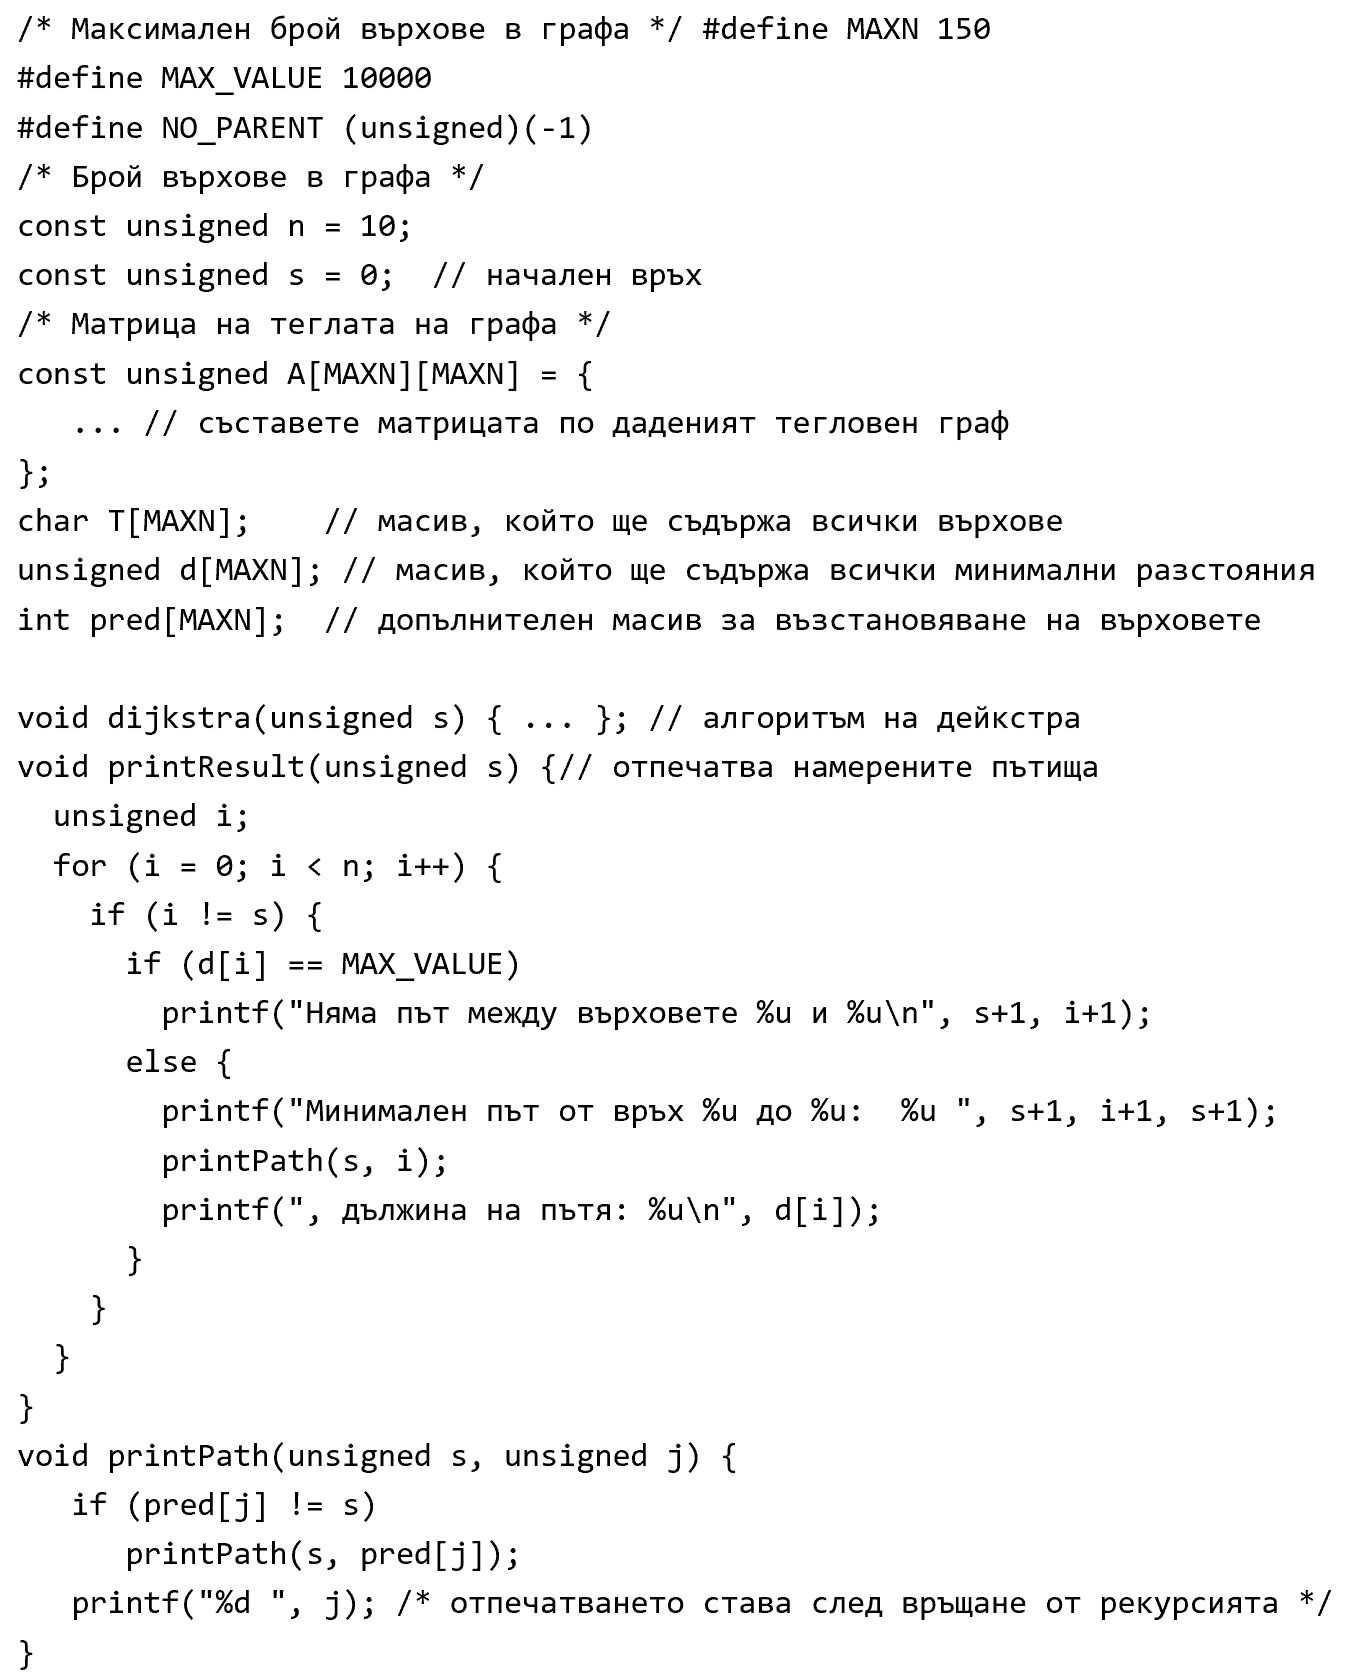 /* Максимален брой върхове в графа */ #define MAXN 150
#define MAX_VALUE 10000
#define NO_PARENT (unsigned)(-1)
/* Брой върхове в графа */
const unsigned n = 10;
const unsigned s = 0;  // начален връх
/* Матрица на теглата на графа */
const unsigned A[MAXN][MAXN] = {
   ... // съставете матрицата по даденият тегловен граф
};
char T[MAXN];    // масив, който ще съдържа всички върхове
unsigned d[MAXN]; // масив, който ще съдържа всички минимални разстояния
int pred[MAXN];  // допълнителен масив за възстановяване на върховете

void dijkstra(unsigned s) { ... }; // алгоритъм на дейкстра
void printResult(unsigned s) {// отпечатва намерените пътища
  unsigned i;
  for (i = 0; i < n; i++) {
    if (i != s) {
      if (d[i] == MAX_VALUE)
        printf("Няма път между върховете %u и %u\n", s+1, i+1);
      else {
        printf("Минимален път от връх %u до %u:  %u ", s+1, i+1, s+1);
        printPath(s, i);
        printf(", дължина на пътя: %u\n", d[i]);
      }
    }
  }
}
void printPath(unsigned s, unsigned j) {
   if (pred[j] != s)
      printPath(s, pred[j]);
   printf("%d ", j); /* отпечатването става след връщане от рекурсията */
}